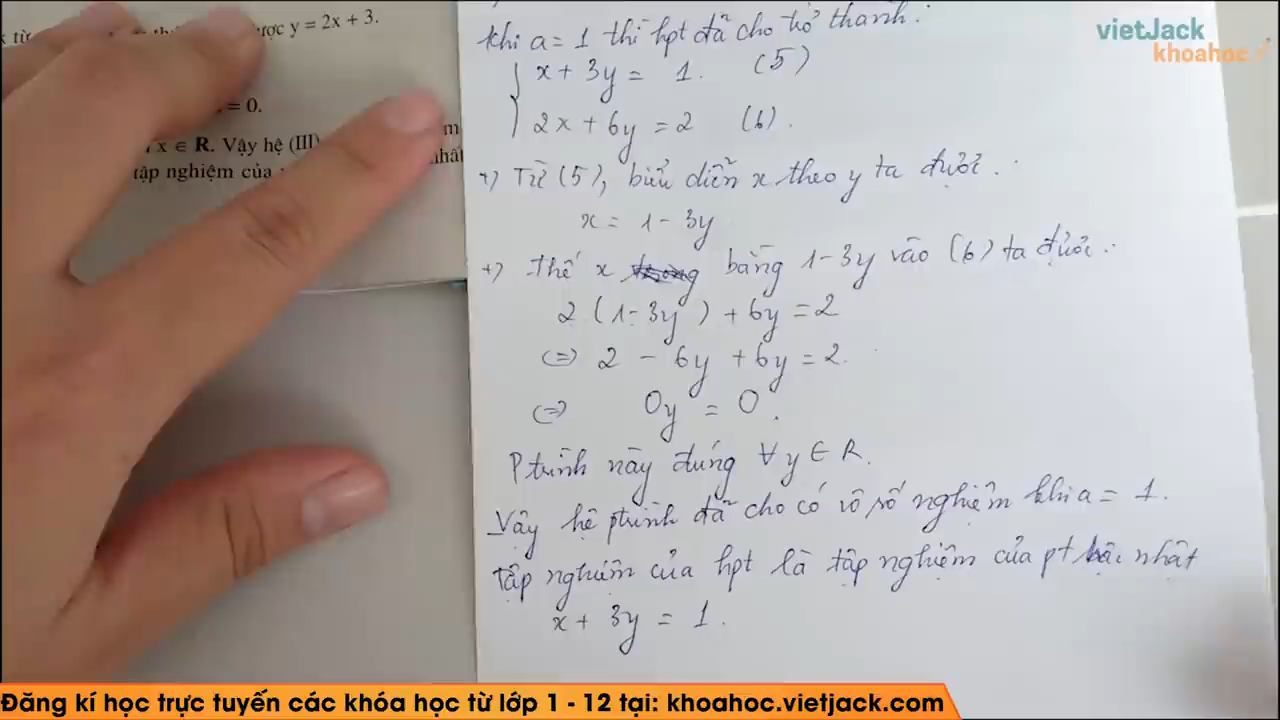 ược y = 2x + 3.
= 0.
x ∈ R. Vậy hệ (III)
tập nghiệm của
nhất
vietJack
khoahoc
Khi a = 1 thì hpt đã cho trở thành:
x + 3y = 1. (5)
2x + 6y = 2 (6).
+) Từ (5), biểu diễn x theo y ta được:
x = 1 - 3y
+) thế x bằng 1-3y vào (6) ta được:
2 (1-3y) + 6y = 2
<=> 2 - 6y + 6y = 2.
<=> 0y = 0.
Ptrình này đúng ∀y ∈ R.
Vậy hệ ptrình đã cho có vô số nghiệm khi a = 1.
Tập nghiệm của hpt là tập nghiệm của pt bậc nhất
x + 3y = 1.
Đăng kí học trực tuyến các khóa học từ lớp 1 - 12 tại: khoahoc.vietjack.com